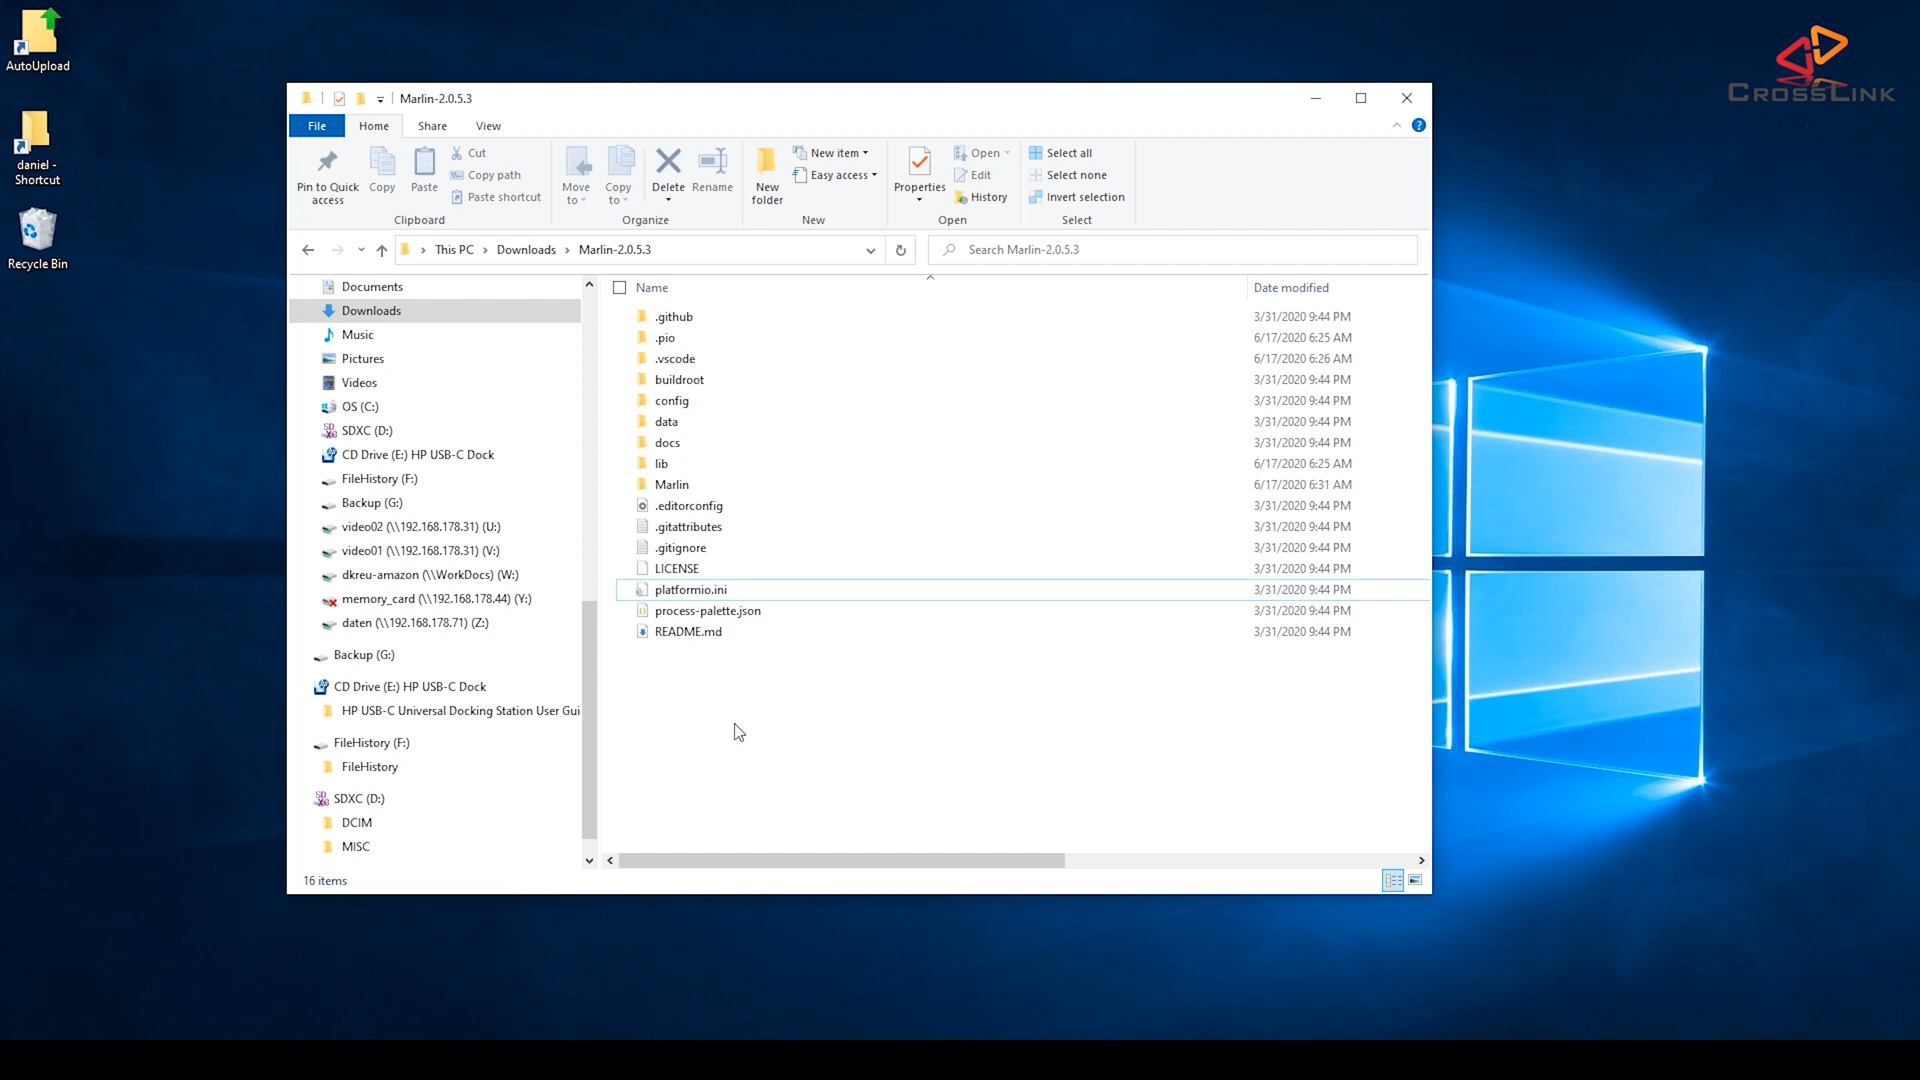 AutoUpload
daniel -
Shortcut
Recycle Bin
CROSSLINK
Marlin-2.0.5.3
File
Home
Share
View
Pin to Quick
access
Copy
Paste
Cut
Copy path
Paste shortcut
Clipboard
Move
to
Copy
to
Delete
Rename
Organize
New
folder
New item
Easy access
New
Properties
Open
Edit
History
Open
Select all
Select none
Invert selection
Select
This PC
Downloads
Marlin-2.0.5.3
Search Marlin-2.0.5.3
Documents
Downloads
Music
Pictures
Videos
OS (C:)
SDXC (D:)
CD Drive (E:) HP USB-C Dock
FileHistory (F:)
Backup (G:)
video02 (\\192.168.178.31) (U:)
video01 (\\192.168.178.31) (V:)
dkreu-amazon (\\WorkDocs) (W:)
memory_card (\\192.168.178.44) (Y:)
daten (\\192.168.178.71) (Z:)
Backup (G:)
CD Drive (E:) HP USB-C Dock
HP USB-C Universal Docking Station User Gui
FileHistory (F:)
FileHistory
SDXC (D:)
DCIM
MISC
Name Date modified
.github 3/31/2020 9:44 PM
.pio 6/17/2020 6:25 AM
.vscode 6/17/2020 6:26 AM
buildroot 3/31/2020 9:44 PM
config 3/31/2020 9:44 PM
data 3/31/2020 9:44 PM
docs 3/31/2020 9:44 PM
lib 6/17/2020 6:25 AM
Marlin 6/17/2020 6:31 AM
.editorconfig 3/31/2020 9:44 PM
.gitattributes 3/31/2020 9:44 PM
.gitignore 3/31/2020 9:44 PM
LICENSE 3/31/2020 9:44 PM
platformio.ini 3/31/2020 9:44 PM
process-palette.json 3/31/2020 9:44 PM
README.md 3/31/2020 9:44 PM
16 items